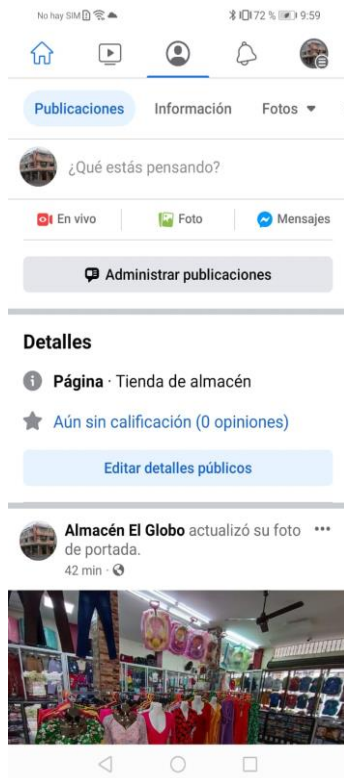 No hay SIM
72 % 9:59
Publicaciones Información Fotos
¿Qué estás pensando?
En vivo Foto Mensajes
Administrar publicaciones
Detalles
Página · Tienda de almacén
Aún sin calificación (0 opiniones)
Editar detalles públicos
Almacén El Globo actualizó su foto
de portada.
42 min ·